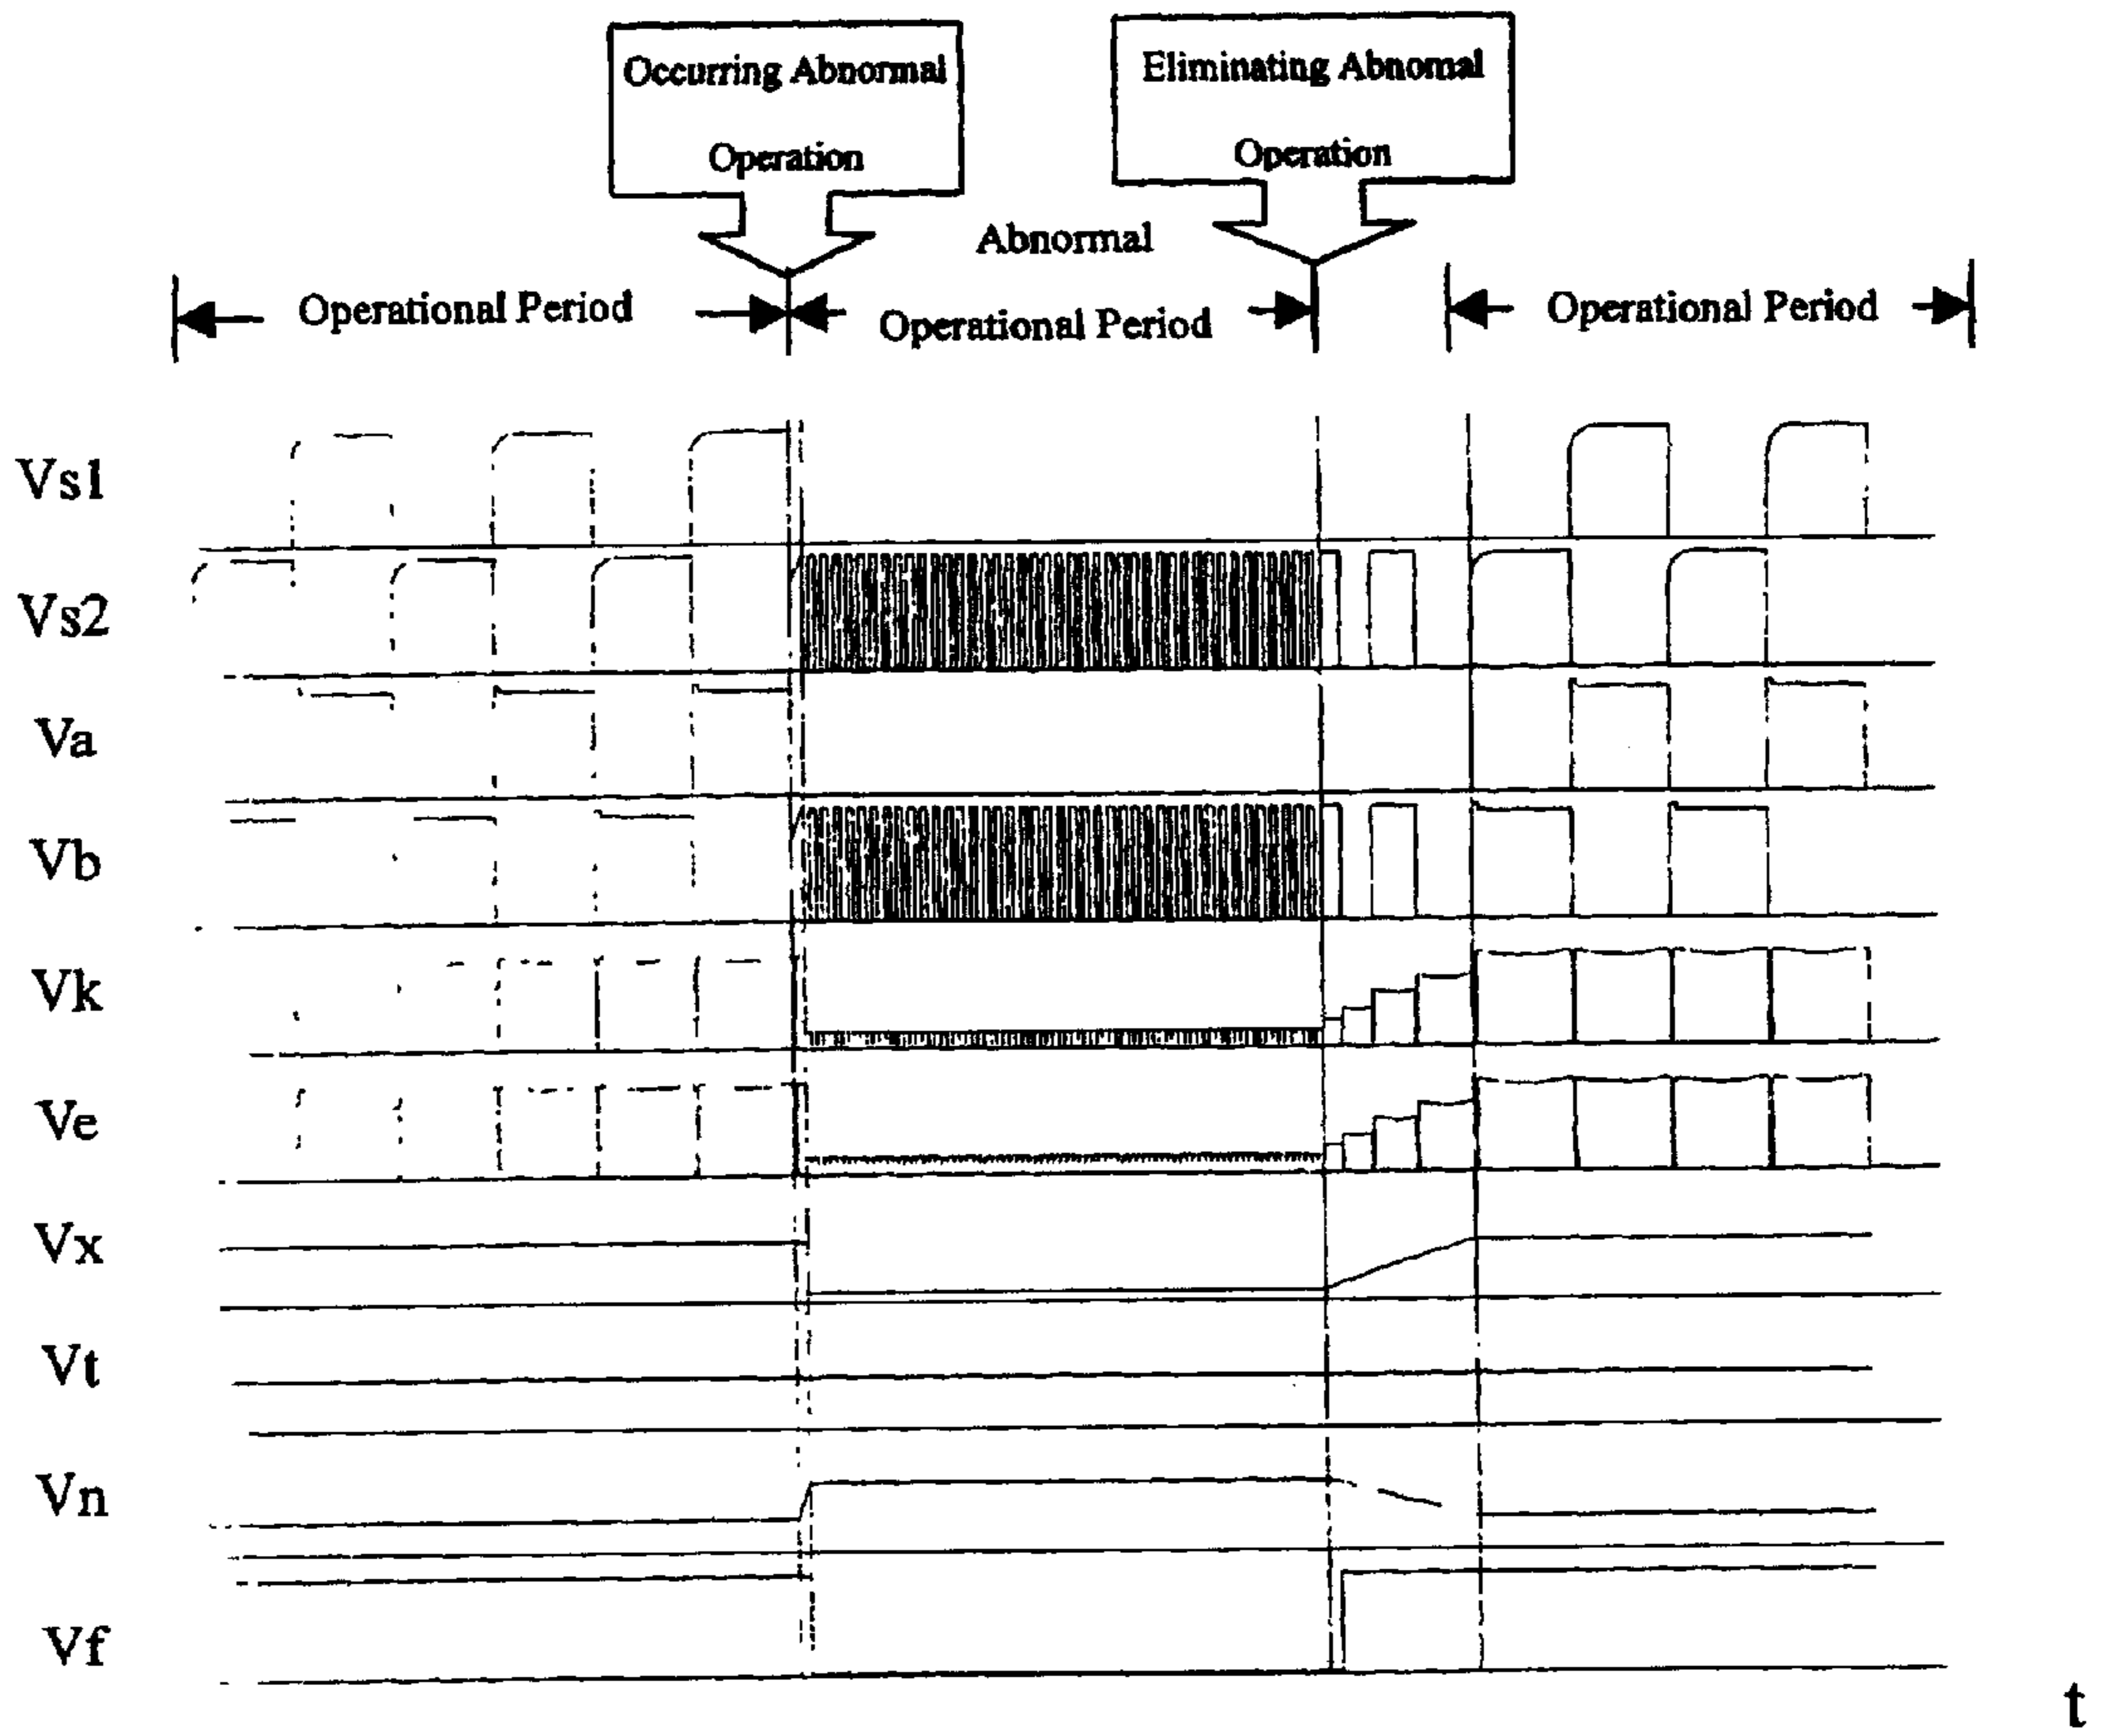 Occurring Abnormal
Operation
Eliminating Abnomal
Operation
Abnormal
Operational Period
Operational Period
Operational Period
Vs1
Vs2
Va
Vb
Vk
Ve
Vx
Vt
Vn
Vf
t